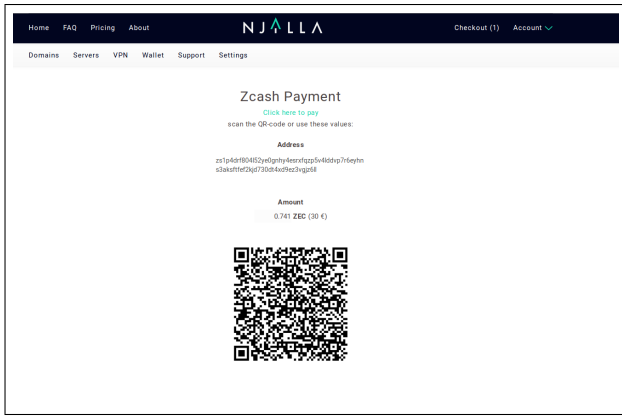 Home FAQ Pricing About NJALLA Checkout (1) Account
Domains Servers VPN Wallet Support Settings
Zcash Payment
Click here to pay
scan the QR-code or use these values:
Address
zs1p4drf804l52ye0gnhy4esrxfqzp5v4lddvp7r6eyhn
s3aksftfef2kjd730dt4xd9ez3vgjz6ll
Amount
0.741 ZEC (30 €)